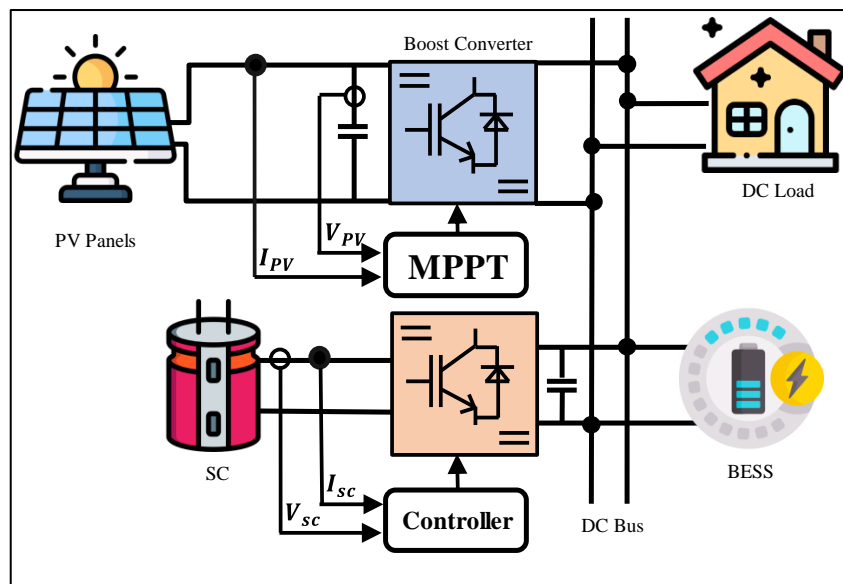 Boost Converter
DC Load
PV Panels
V_PV
I_PV
MPPT
SC
I_sc
V_sc
Controller
DC Bus
BESS